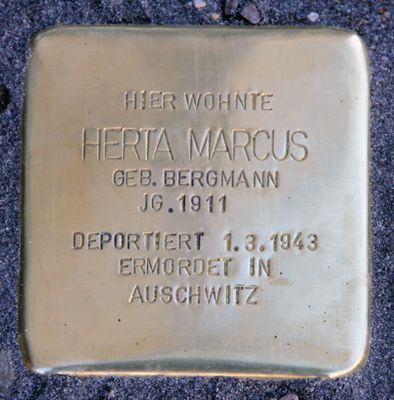 HIER WOHNTE
HERTA MARCUS
GEB. BERGMANN
JG. 1911
DEPORTIERT 1.3.1943
ERMORDET IN
AUSCHWITZ